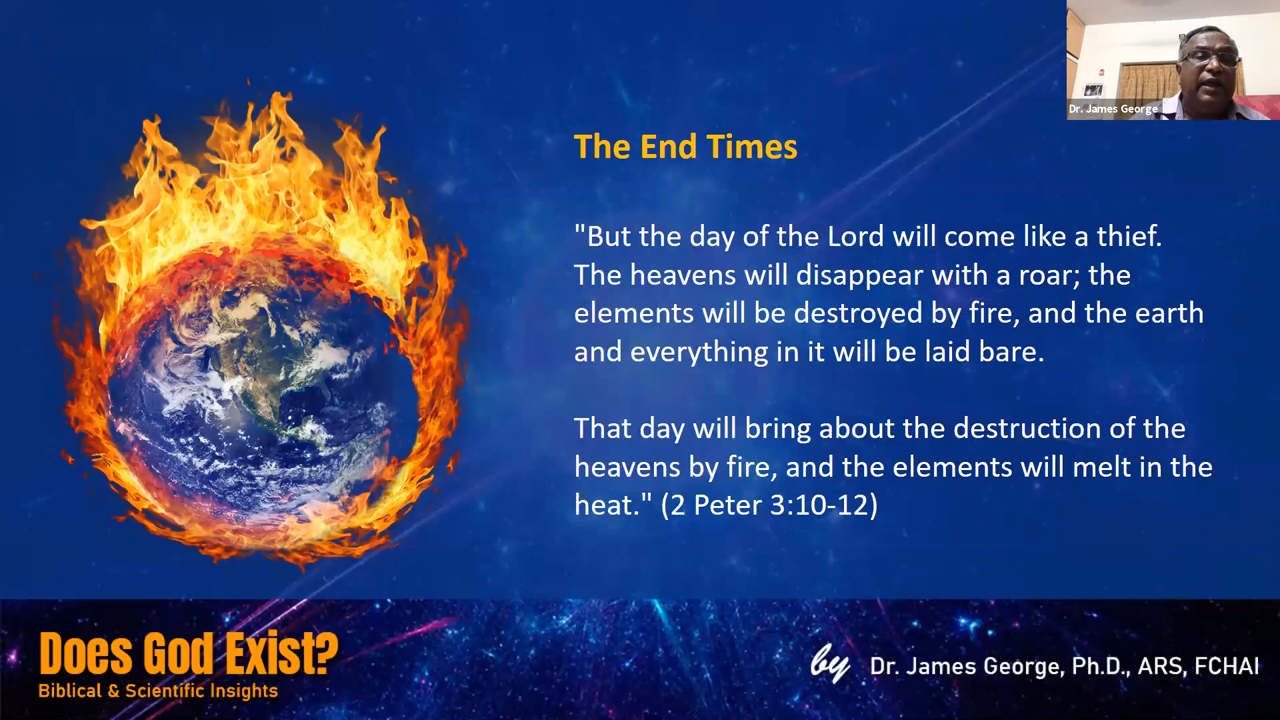 Dr. James George
The End Times
"But the day of the Lord will come like a thief.
The heavens will disappear with a roar; the
elements will be destroyed by fire, and the earth
and everything in it will be laid bare.
That day will bring about the destruction of the
heavens by fire, and the elements will melt in the
heat." (2 Peter 3:10-12)
Does God Exist?
Biblical & Scientific Insights
by Dr. James George, Ph.D., ARS, FCHAI